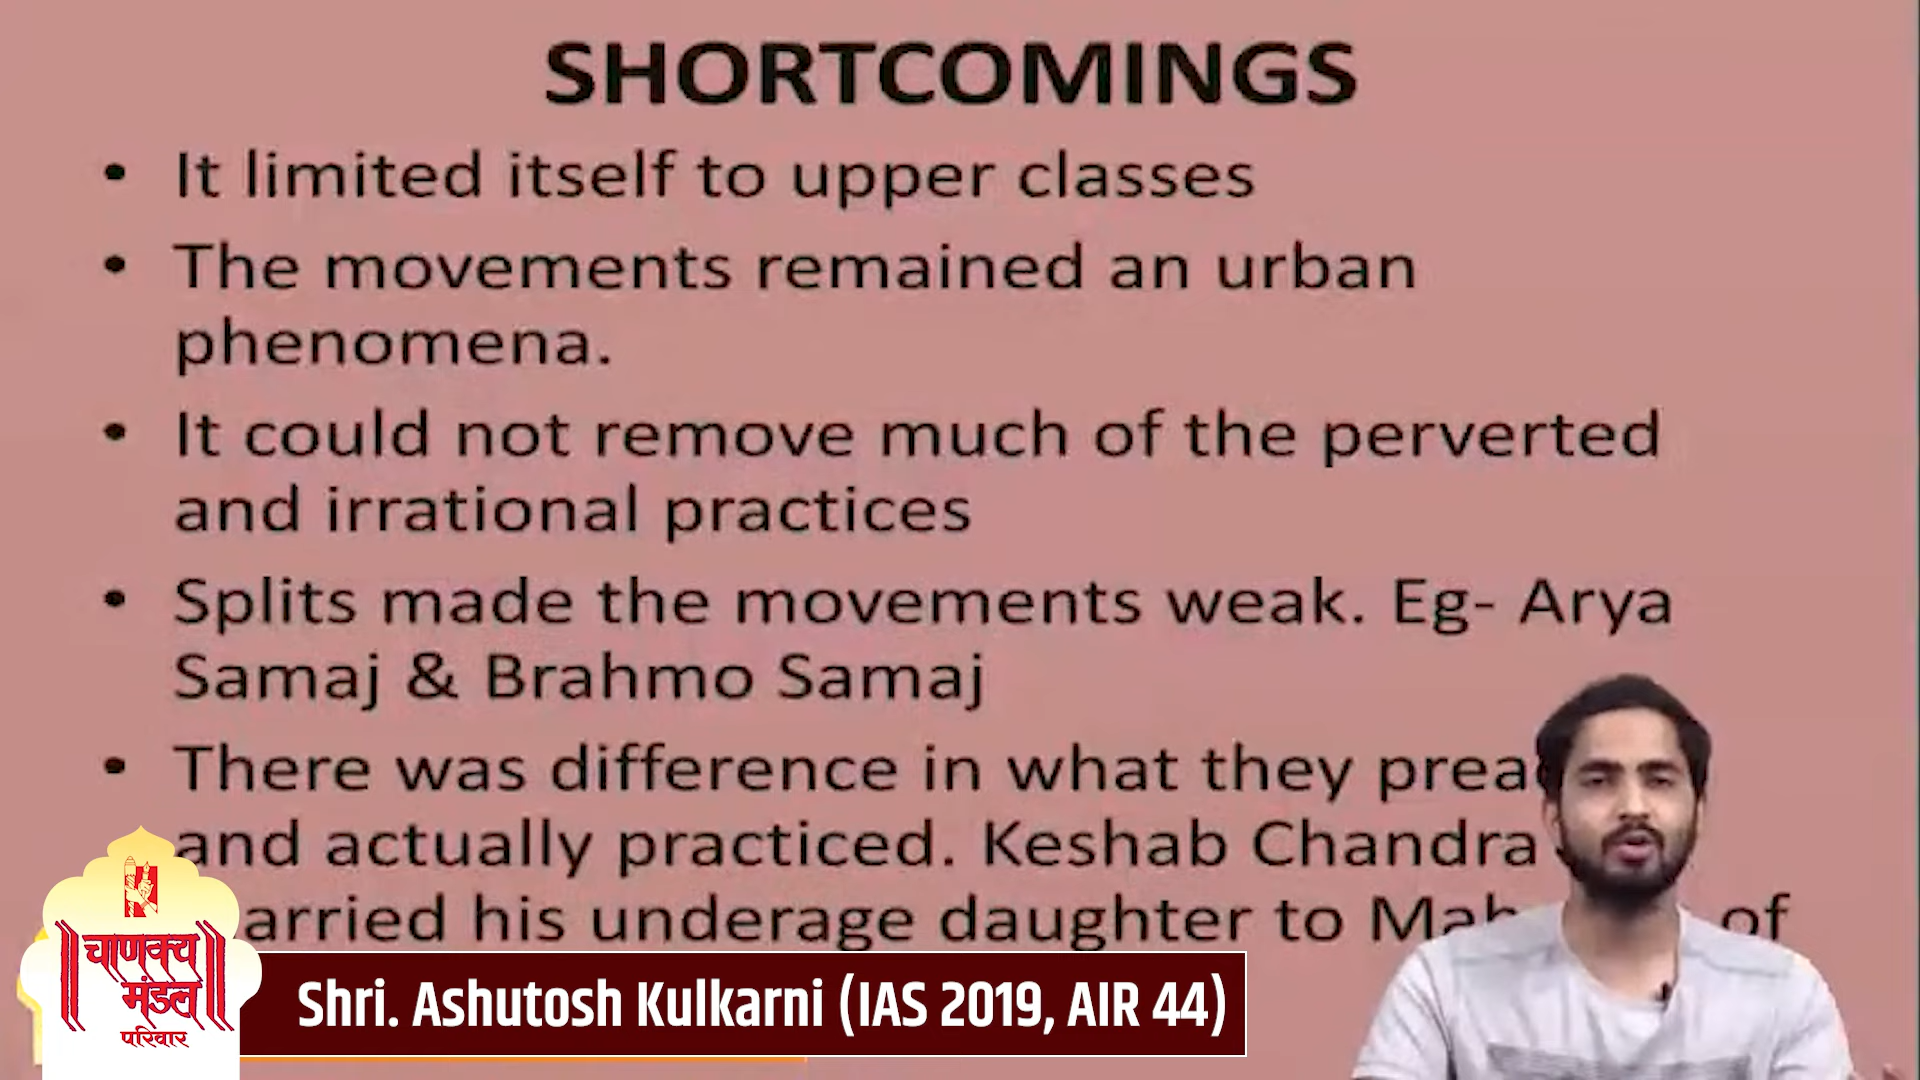 SHORTCOMINGS
• It limited itself to upper classes
• The movements remained an urban
phenomena.
• It could not remove much of the perverted
and irrational practices
• Splits made the movements weak. Eg- Arya
Samaj & Brahmo Samaj
• There was difference in what they
and actually practiced. Keshab Chandra
his underage daughter to of
चाणक्य
मंडल
परिवार
Shri. Ashutosh Kulkarni (IAS 2019, AIR 44)